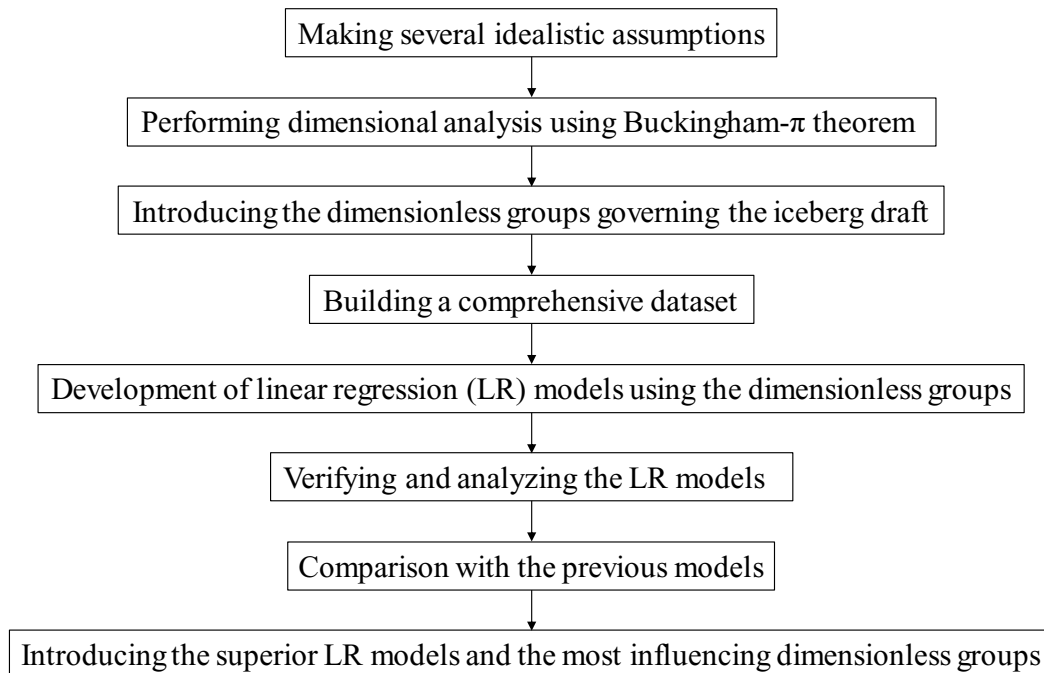 Making several idealistic assumptions
Performing dimensional analysis using Buckingham-π theorem
Introducing the dimensionless groups governing the iceberg draft
Building a comprehensive dataset
Development of linear regression (LR) models using the dimensionless groups
Verifying and analyzing the LR models
Comparison with the previous models
Introducing the superior LR models and the most influencing dimensionless groups